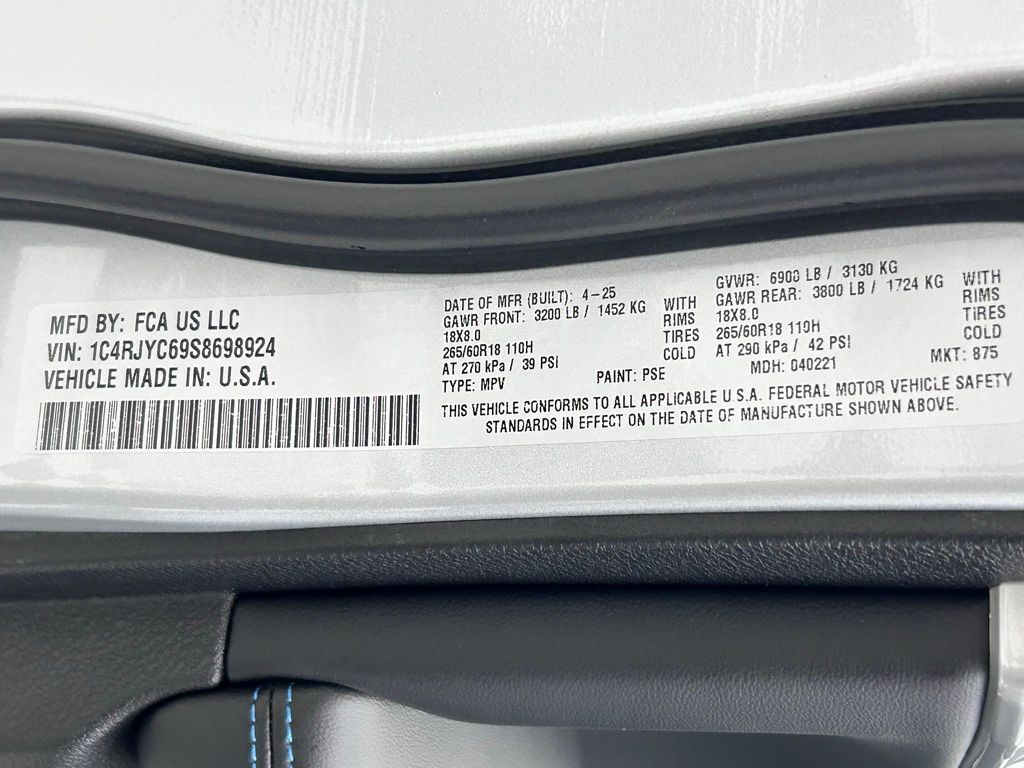 MFD BY: FCA US LLC
VIN: 1C4RJYC69S8698924
VEHICLE MADE IN: U.S.A.
DATE OF MFR (BUILT): 4-25
GAWR FRONT: 3200 LB / 1452 KG WITH
18X8.0 RIMS
265/60R18 110H TIRES
AT 270 kPa / 39 PSI COLD
TYPE: MPV PAINT: PSE
GVWR: 6900 LB / 3130 KG
GAWR REAR: 3800 LB / 1724 KG WITH
18X8.0 RIMS
265/60R18 110H TIRES
AT 290 kPa / 42 PSI COLD
MDH: 040221 MKT: 875
THIS VEHICLE CONFORMS TO ALL APPLICABLE U.S.A. FEDERAL MOTOR VEHICLE SAFETY
STANDARDS IN EFFECT ON THE DATE OF MANUFACTURE SHOWN ABOVE.